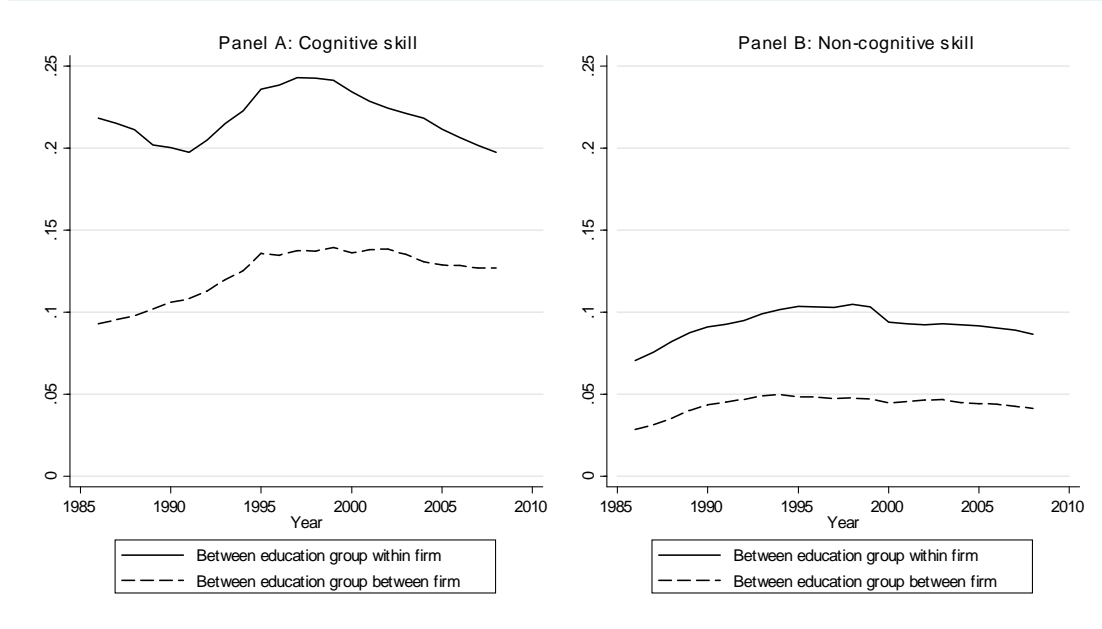 Panel A: Cognitive skill
.25
.2
.15
.1
.05
0
1985 1990 1995 2000 2005 2010
Year
Between education group within firm
Between education group between firm
Panel B: Non-cognitive skill
.25
.2
.15
.1
.05
0
1985 1990 1995 2000 2005 2010
Year
Between education group within firm
Between education group between firm